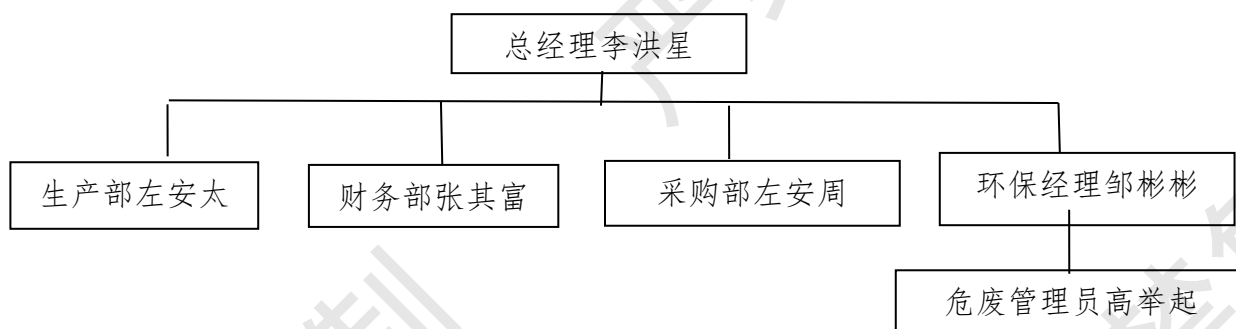 总经理李洪星
生产部左安太
财务部张其富
采购部左安周
环保经理邹彬彬
危废管理员高举起
制